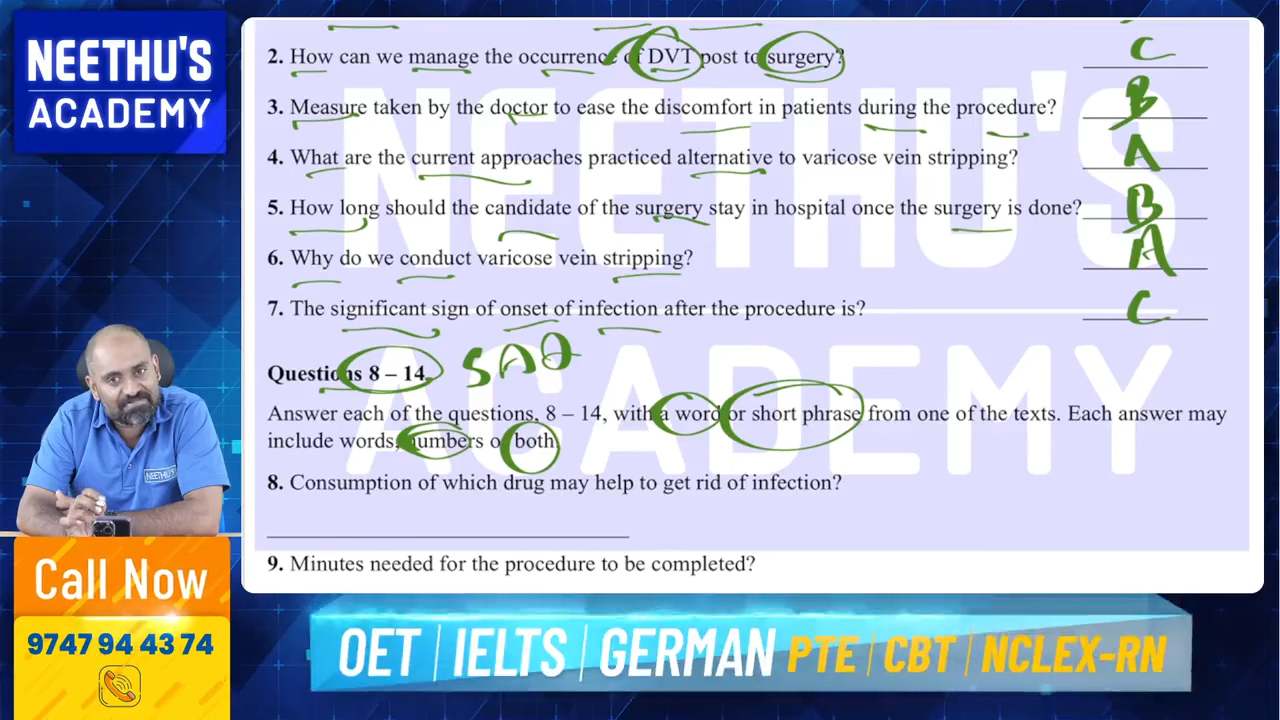 NEETHU'S
ACADEMY
2. How can we manage the occurrence of DVT post to surgery?
C
3. Measure taken by the doctor to ease the discomfort in patients during the procedure?
B
4. What are the current approaches practiced alternative to varicose vein stripping?
A
5. How long should the candidate of the surgery stay in hospital once the surgery is done?
B
6. Why do we conduct varicose vein stripping?
A
7. The significant sign of onset of infection after the procedure is?
C
Questions 8 – 14
SAQ
Answer each of the questions, 8 – 14, with a word or short phrase from one of the texts. Each answer may
include words, numbers or both.
8. Consumption of which drug may help to get rid of infection?
9. Minutes needed for the procedure to be completed?
NEETHU'S
ACADEMY
NEETHU'S
Call Now
9747 94 43 74
OET | IELTS | GERMAN PTE | CBT | NCLEX-RN